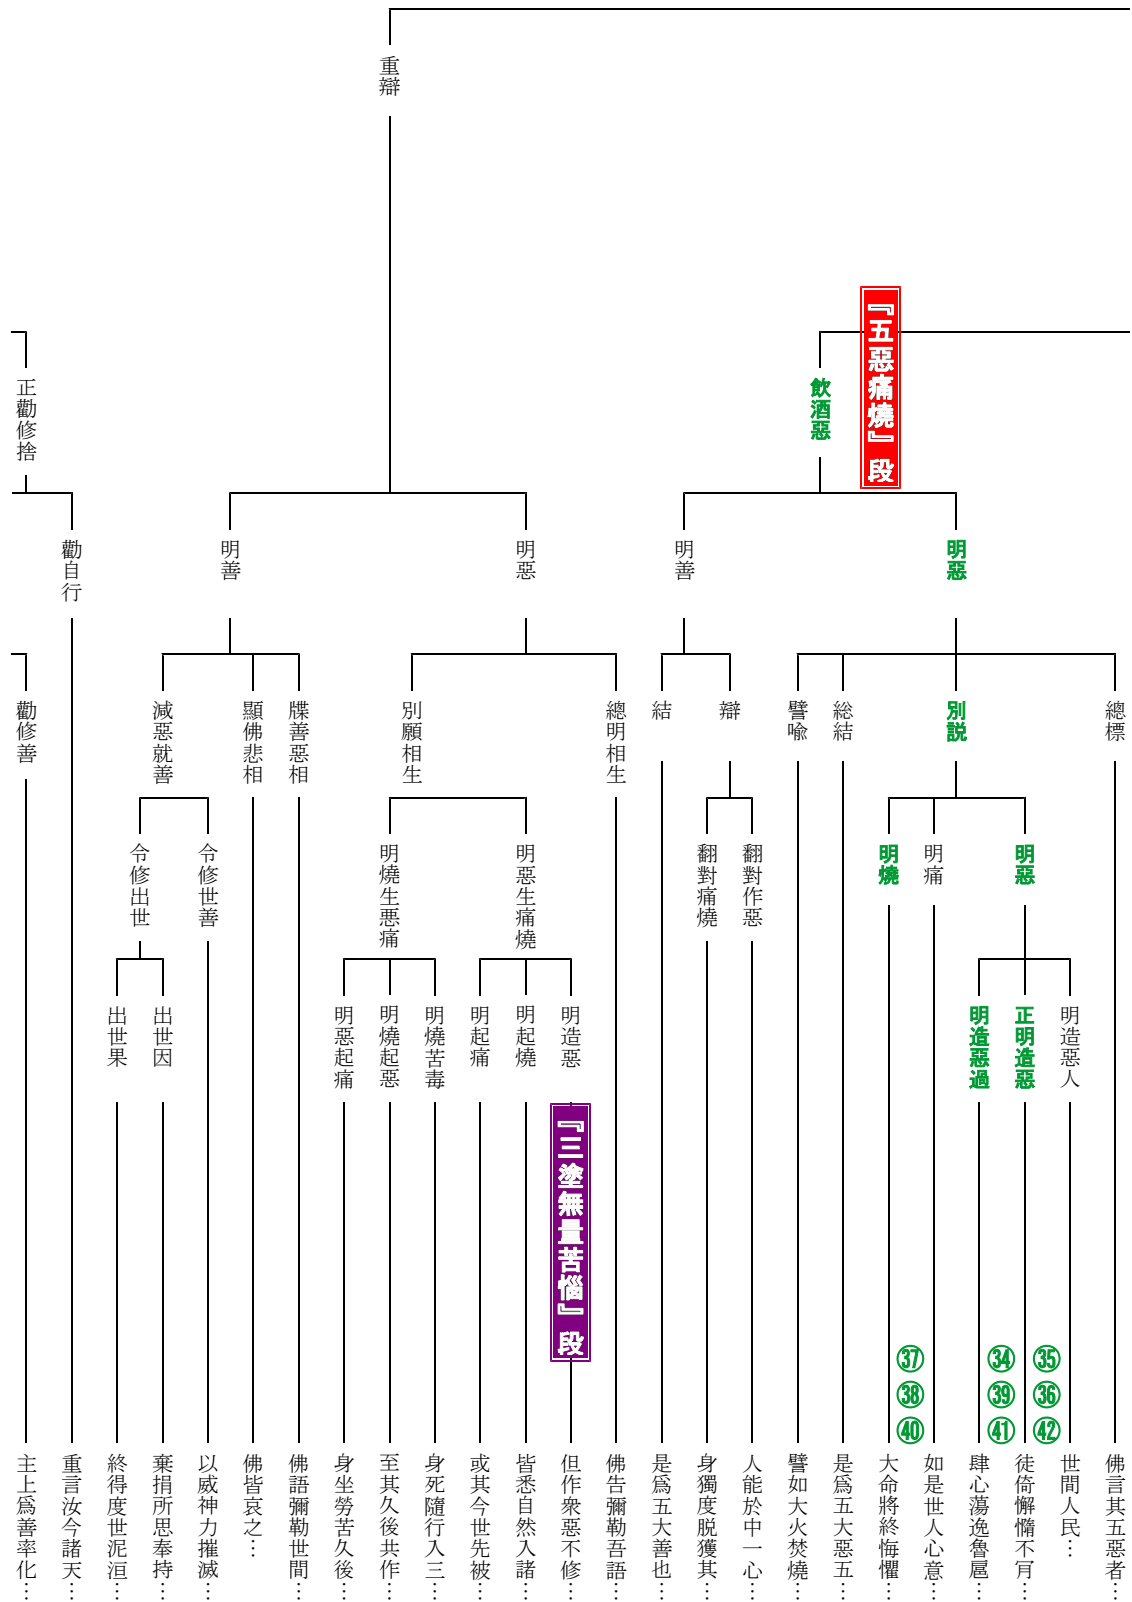 重辯
『五惡痛燒』段
飲酒惡
正勸修捨
明惡
明善
明惡
明善
勸自行
總標
別説
総結
譬喩
辯
結
總明相生
別願相生
牒善惡相
顯佛悲相
減惡就善
勸修善
明惡
明痛
明燒
翻對作惡
翻對痛燒
明惡生痛燒
明燒生悪痛
令修世善
令修出世
明造惡人
正明造惡
明造惡過
明造惡
明起燒
明起痛
明燒苦毒
明燒起惡
明惡起痛
出世因
出世果
『三塗無量苦惱』段
㉟
㊱
㊷
㉞
㊴
㊶
㊲
㊳
㊵
佛言其五惡者…
世間人民…
徒倚懈惰不肎…
肆心蕩逸魯扈…
如是世人心意…
大命將終悔懼…
是爲五大惡五…
譬如大火焚燒…
人能於中一心…
身獨度脱獲其…
是爲五大善也…
佛告彌勒吾語…
但作衆惡不修…
皆悉自然入諸…
或其今世先被…
身死隨行入三…
至其久後共作…
身坐勞苦久後…
佛語彌勒世間…
佛皆哀之…
以威神力摧滅…
棄捐所思奉持…
終得度世泥洹…
重言汝今諸天…
主上爲善率化…